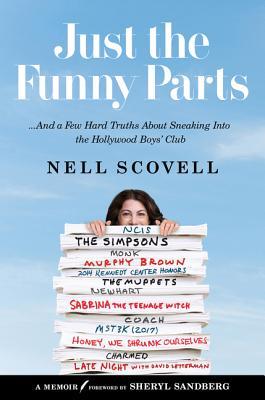 Just the
Funny Parts
...And a Few Hard Truths About Sneaking Into
the Hollywood Boys' Club
NELL SCOVELL
NCIS
THE SIMPSONS
MONK
MURPHY BROWN
2014 KENNEDY CENTER HONORS
THE MUPPETS
NEWHART
SABRINA THE TEENAGE WITCH
COACH
MST3K (2017)
HONEY, WE SHRUNK OURSELVES
CHARMED
LATE NIGHT WITH DAVID LETTERMAN
A MEMOIR / FOREWORD BY SHERYL SANDBERG